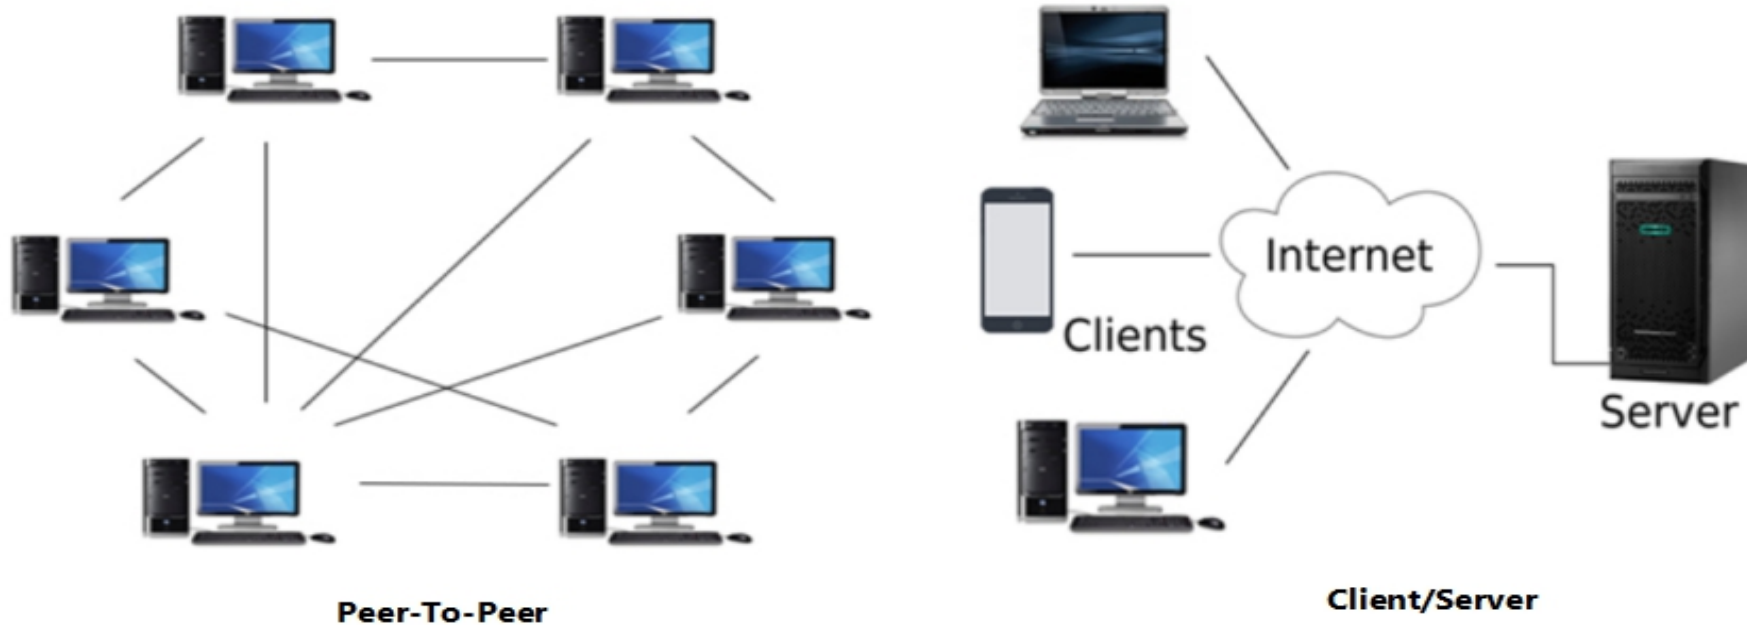 Internet
Clients
Server
Peer-To-Peer
Client/Server